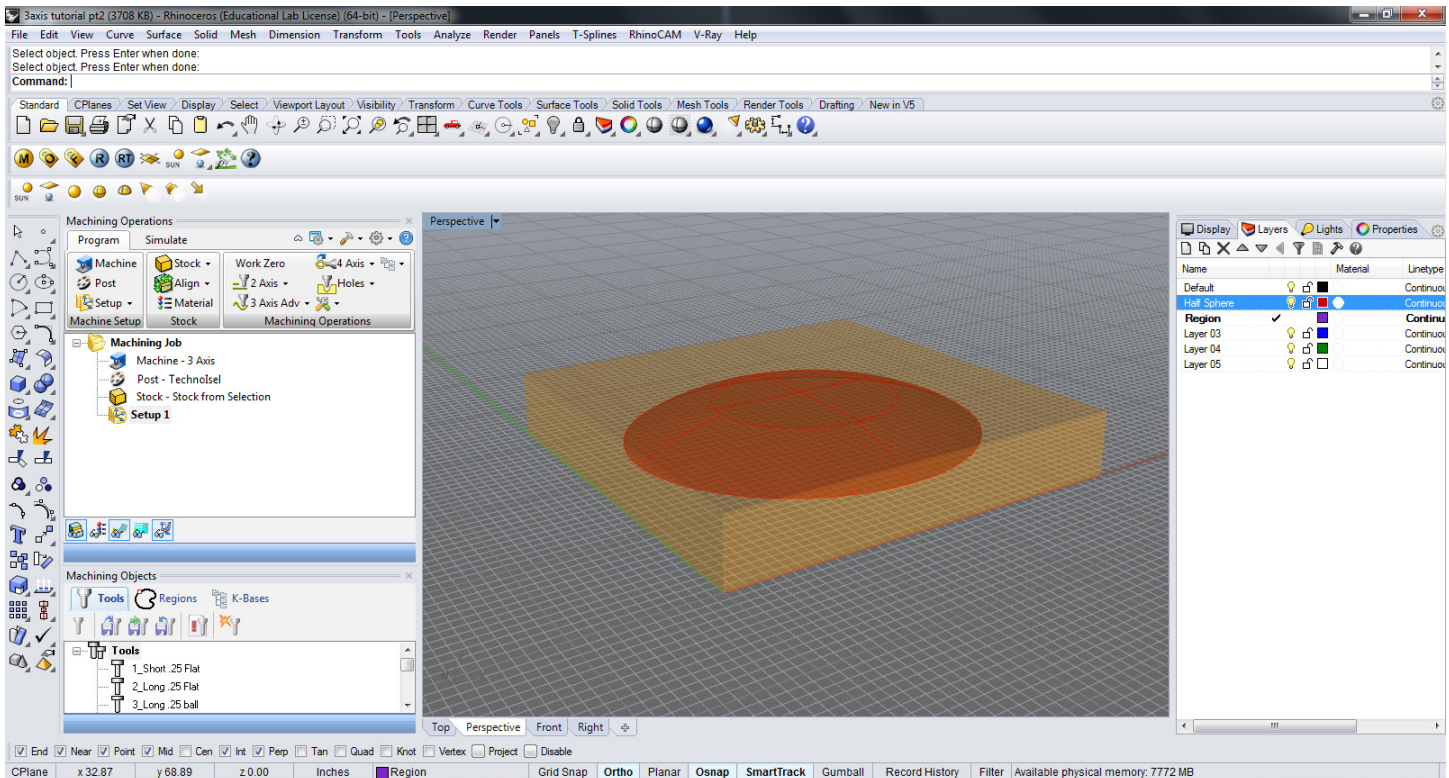 3axis tutorial pt2 (3708 KB) - Rhinoceros (Educational Lab License) (64-bit) - [Perspective]
File Edit View Curve Surface Solid Mesh Dimension Transform Tools Analyze Render Panels T-Splines RhinoCAM V-Ray Help
Select object. Press Enter when done:
Select object. Press Enter when done:
Command:
Standard CPlanes Set View Display Select Viewport Layout Visibility Transform Curve Tools Surface Tools Solid Tools Mesh Tools Render Tools Drafting New in V5
M R RT SUN
SUN
Machining Operations
Program Simulate
Machine Stock Work Zero 4 Axis
Post Align 2 Axis Holes
Setup Material 3 Axis Adv
Machine Setup Stock Machining Operations
Machining Job
Machine - 3 Axis
Post - TechnoIsel
Stock - Stock from Selection
Setup 1
Machining Objects
Tools Regions K-Bases
Tools
1_Short .25 Flat
2_Long .25 Flat
3_Long .25 ball
Perspective
Top Perspective Front Right
Display Layers Lights Properties
Name Material Linetype
Default Continuou
Half Sphere Continuou
Region Continu
Layer 03 Continuou
Layer 04 Continuou
Layer 05 Continuou
End Near Point Mid Cen Int Perp Tan Quad Knot Vertex Project Disable
CPlane x 32.87 y 68.89 z 0.00 Inches Region Grid Snap Ortho Planar Osnap SmartTrack Gumball Record History Filter Available physical memory: 7772 MB